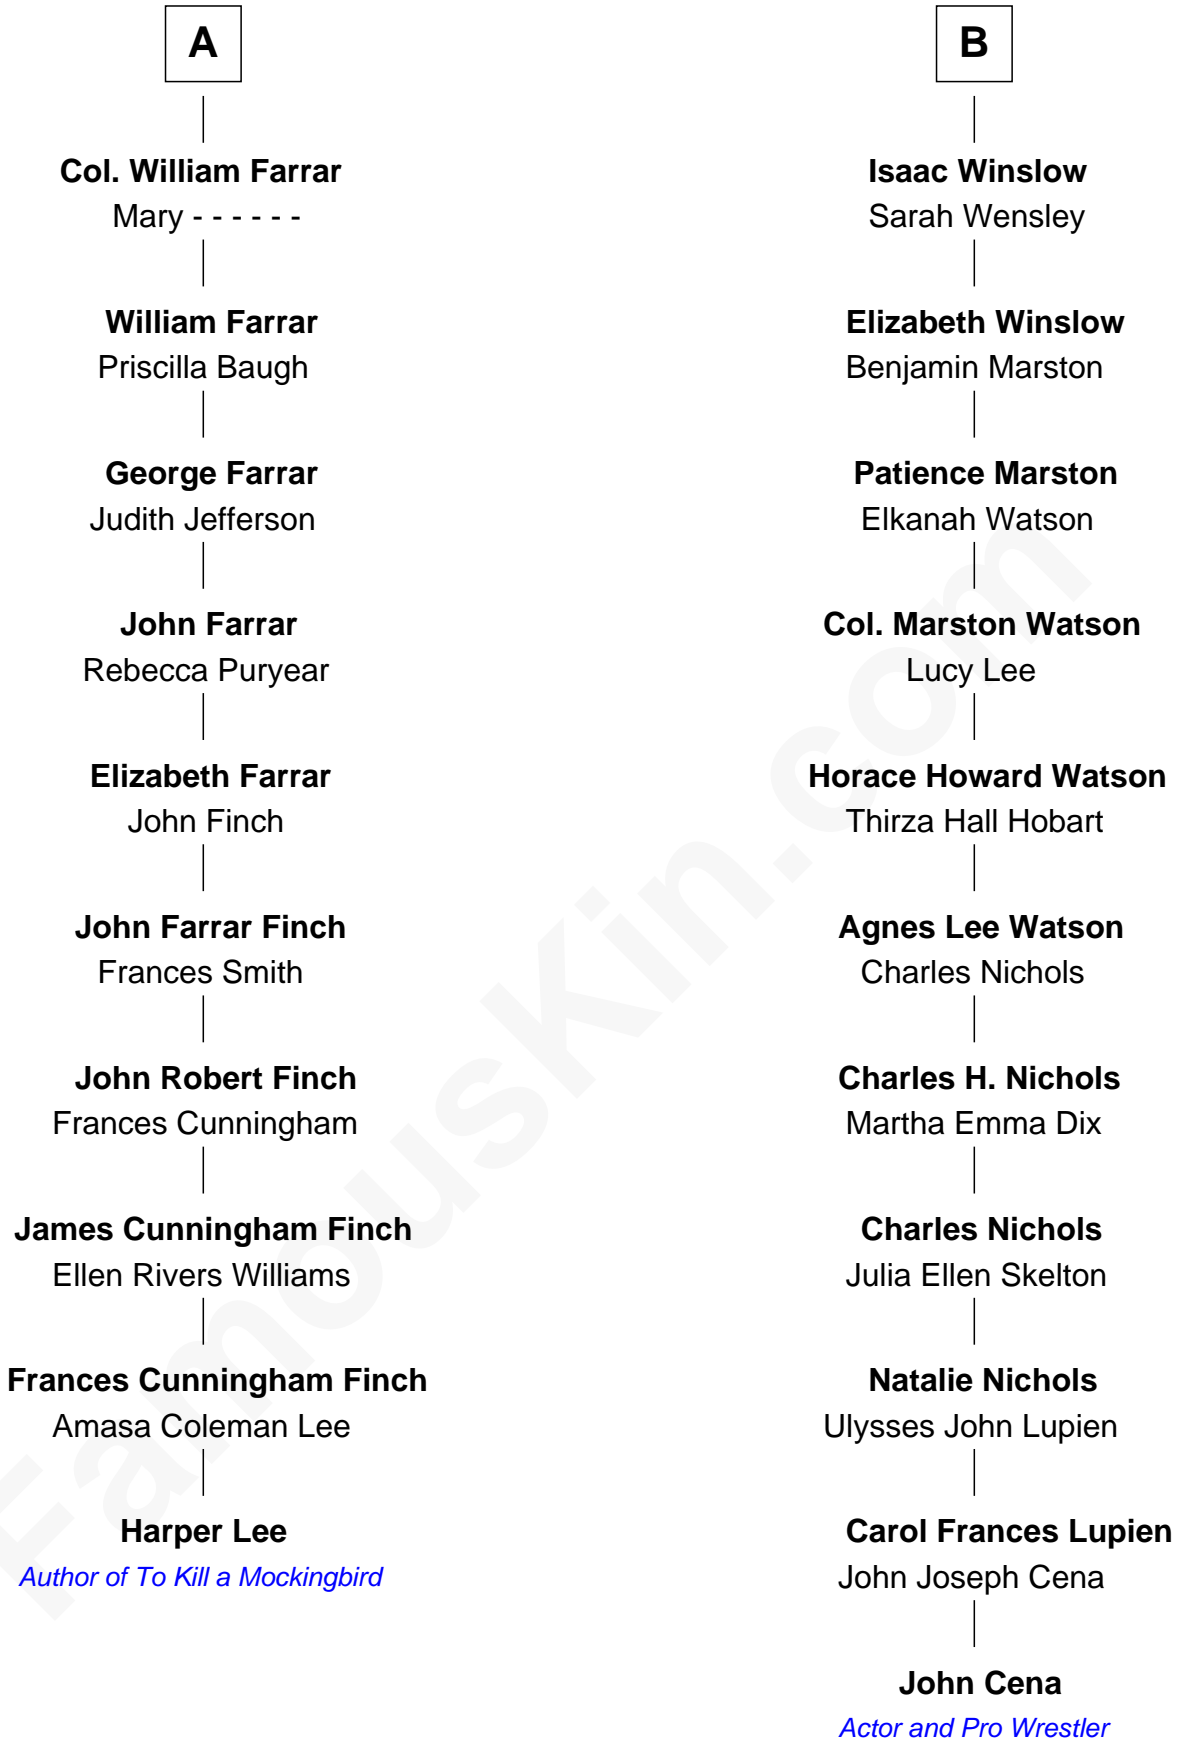 A
Col. William Farrar
Mary - - - - - -
William Farrar
Priscilla Baugh
George Farrar
Judith Jefferson
John Farrar
Rebecca Puryear
Elizabeth Farrar
John Finch
John Farrar Finch
Frances Smith
John Robert Finch
Frances Cunningham
James Cunningham Finch
Ellen Rivers Williams
Frances Cunningham Finch
Amasa Coleman Lee
Harper Lee
Author of To Kill a Mockingbird
B
Isaac Winslow
Sarah Wensley
Elizabeth Winslow
Benjamin Marston
Patience Marston
Elkanah Watson
Col. Marston Watson
Lucy Lee
Horace Howard Watson
Thirza Hall Hobart
Agnes Lee Watson
Charles Nichols
Charles H. Nichols
Martha Emma Dix
Charles Nichols
Julia Ellen Skelton
Natalie Nichols
Ulysses John Lupien
Carol Frances Lupien
John Joseph Cena
John Cena
Actor and Pro Wrestler
FamousKin.com